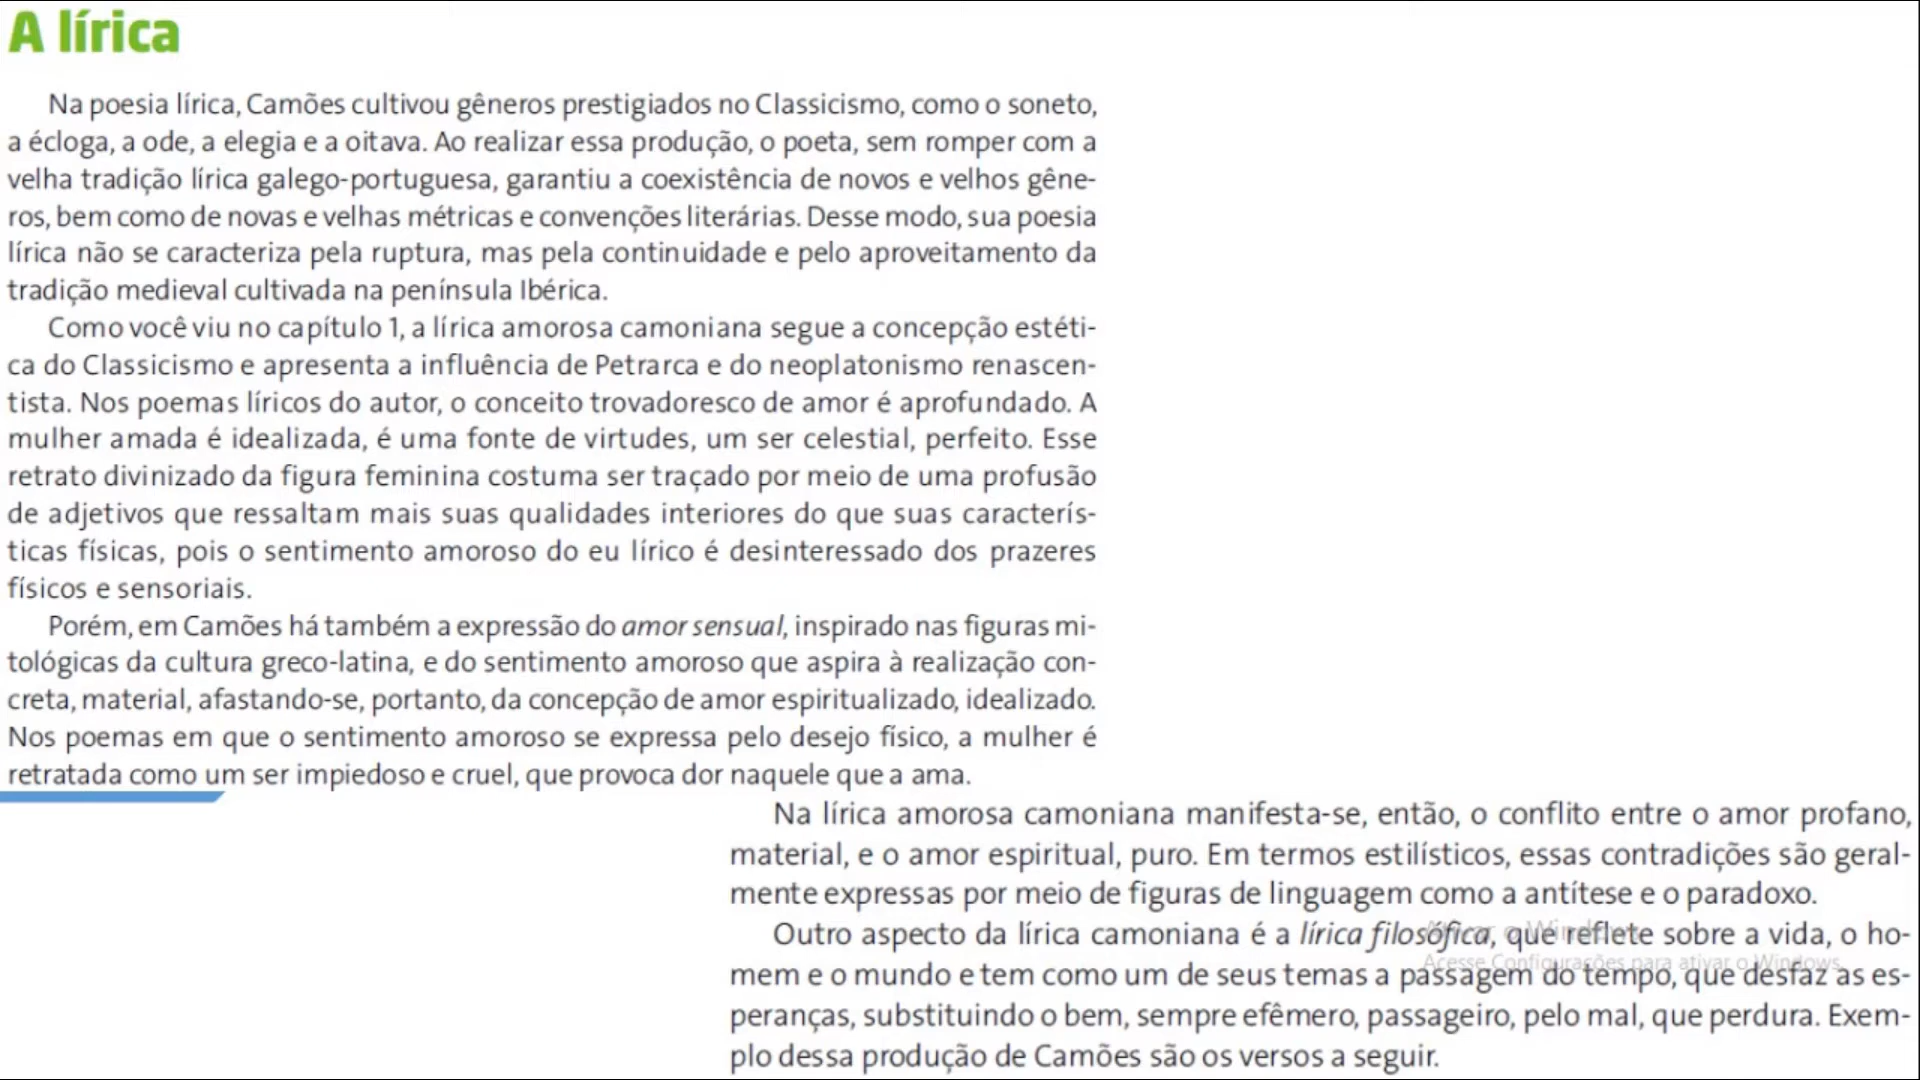 A lírica
Na poesia lírica, Camões cultivou gêneros prestigiados no Classicismo, como o soneto,
a écloga, a ode, a elegia e a oitava. Ao realizar essa produção, o poeta, sem romper com a
velha tradição lírica galego-portuguesa, garantiu a coexistência de novos e velhos gêne-
ros, bem como de novas e velhas métricas e convenções literárias. Desse modo, sua poesia
lírica não se caracteriza pela ruptura, mas pela continuidade e pelo aproveitamento da
tradição medieval cultivada na península Ibérica.
Como você viu no capítulo 1, a lírica amorosa camoniana segue a concepção estéti-
ca do Classicismo e apresenta a influência de Petrarca e do neoplatonismo renascen-
tista. Nos poemas líricos do autor, o conceito trovadoresco de amor é aprofundado. A
mulher amada é idealizada, é uma fonte de virtudes, um ser celestial, perfeito. Esse
retrato divinizado da figura feminina costuma ser traçado por meio de uma profusão
de adjetivos que ressaltam mais suas qualidades interiores do que suas caracterís-
ticas físicas, pois o sentimento amoroso do eu lírico é desinteressado dos prazeres
físicos e sensoriais.
Porém, em Camões há também a expressão do amor sensual, inspirado nas figuras mi-
tológicas da cultura greco-latina, e do sentimento amoroso que aspira à realização con-
creta, material, afastando-se, portanto, da concepção de amor espiritualizado, idealizado.
Nos poemas em que o sentimento amoroso se expressa pelo desejo físico, a mulher é
retratada como um ser impiedoso e cruel, que provoca dor naquele que a ama.
Na lírica amorosa camoniana manifesta-se, então, o conflito entre o amor profano,
material, e o amor espiritual, puro. Em termos estilísticos, essas contradições são geral-
mente expressas por meio de figuras de linguagem como a antítese e o paradoxo.
Outro aspecto da lírica camoniana é a lírica filosófica, que reflete sobre a vida, o ho-
mem e o mundo e tem como um de seus temas a passagem do tempo, que desfaz as es-
peranças, substituindo o bem, sempre efêmero, passageiro, pelo mal, que perdura. Exem-
plo dessa produção de Camões são os versos a seguir.
Ativar o Windows
Acesse Configurações para ativar o Windows.